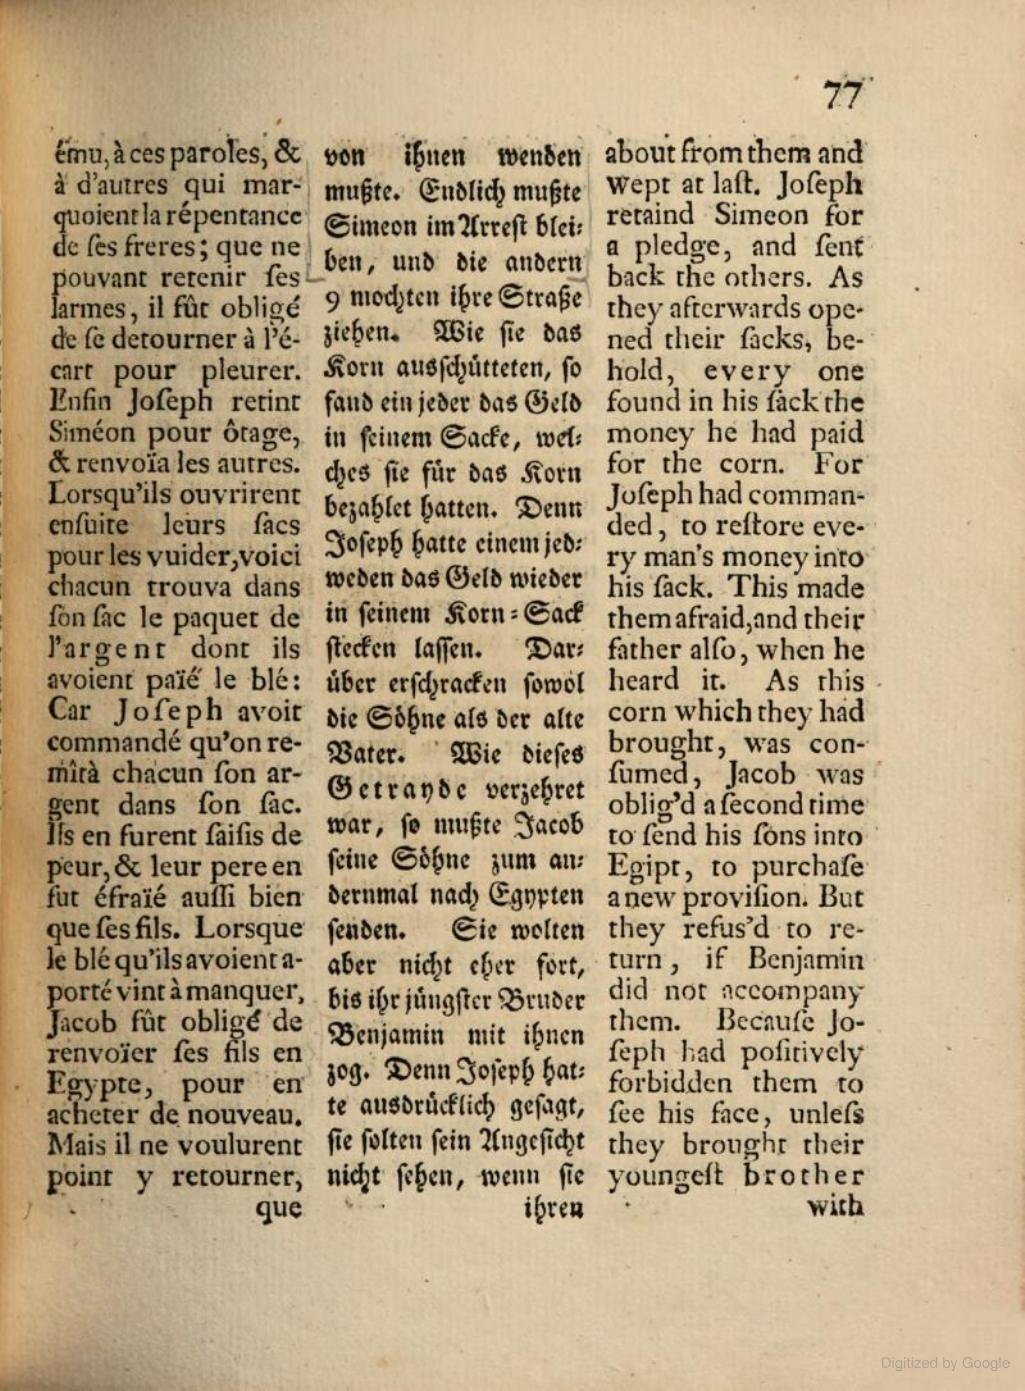 77
ému, à ces paroles, &
à d'autres qui mar-
quoient la répentance
de ſes freres; que ne
pouvant retenir ſes
larmes, il fût obligé
de ſe detourner à l'é-
cart pour pleurer.
Enfin Joſeph retint
Siméon pour ôtage,
& renvoïa les autres.
Lorsqu'ils ouvrirent
enſuite leurs ſacs
pour les vuider, voici
chacun trouva dans
ſon ſac le paquet de
l'argent dont ils
avoient païé le blé:
Car Joſeph avoit
commandé qu'on re-
mîtà chacun ſon ar-
gent dans ſon ſac.
Ils en furent ſaiſis de
peur, & leur pere en
fut éfraïé auſſi bien
que ſes fils. Lorsque
le blé qu'ils avoient a-
porté vint à manquer,
Jacob fût obligé de
renvoïer ſes fils en
Egypte, pour en
acheter de nouveau.
Mais il ne voulurent
point y retourner,
que
von ihnen wenden
mußte. Endlich mußte
Simeon im Arreſt blei-
ben, und die andern
9 mochten ihre Straße
ziehen. Wie ſie das
Korn ausſchütteten, ſo
fand ein jeder das Geld
in ſeinem Sacke, wel-
ches ſie für das Korn
bezahlet hatten. Denn
Joſeph hatte einem jed-
weden das Geld wieder
in ſeinem Korn-Sack
ſtecken laſſen. Dar-
über erſchracken ſowol
die Söhne als der alte
Vater. Wie dieſes
Getrayde verzehret
war, ſo mußte Jacob
ſeine Söhne zum an-
dernmal nach Egypten
ſenden. Sie wolten
aber nicht eher fort,
bis ihr jüngſter Bruder
Benjamin mit ihnen
zog. Denn Joſeph hat-
te ausdrücklich geſagt,
ſie ſolten ſein Angeſicht
nicht ſehen, wenn ſie
ihren
about from them and
wept at laſt. Joſeph
retaind Simeon for
a pledge, and ſent
back the others. As
they afterwards ope-
ned their ſacks, be-
hold, every one
found in his ſack the
money he had paid
for the corn. For
Joſeph had comman-
ded, to reſtore eve-
ry man's money into
his ſack. This made
them afraid, and their
father alſo, when he
heard it. As this
corn which they had
brought, was con-
ſumed, Jacob was
oblig'd a ſecond time
to ſend his ſons into
Egipt, to purchaſe
a new proviſion. But
they refus'd to re-
turn, if Benjamin
did not accompany
them. Becauſe Jo-
ſeph had poſitively
forbidden them to
ſee his face, unleſs
they brought their
youngeſt brother
with
Digitized by Google